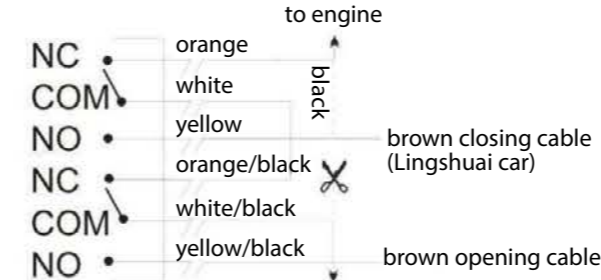 to engine
NC
orange
COM
white
black
NO
yellow
brown closing cable
(Lingshuai car)
NC
orange/black
COM
white/black
NO
yellow/black
brown opening cable